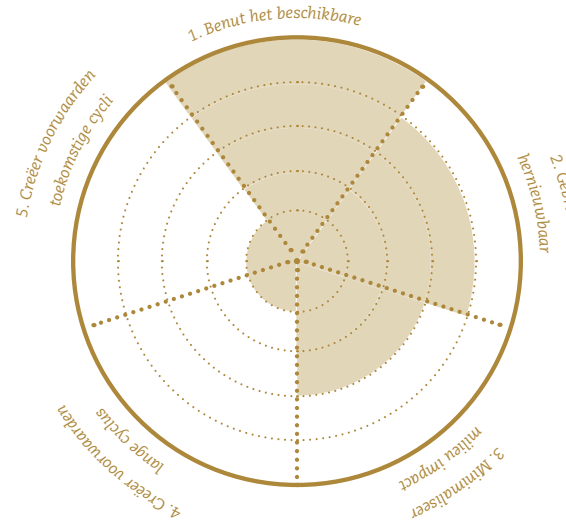 1. Benut het beschikbare
2.
hernieuwbaar
3. Minimaliseer
milieu impact
4. Creëer voorwaarden
lange cyclus
5. Creëer voorwaarden
toekomstige cycli